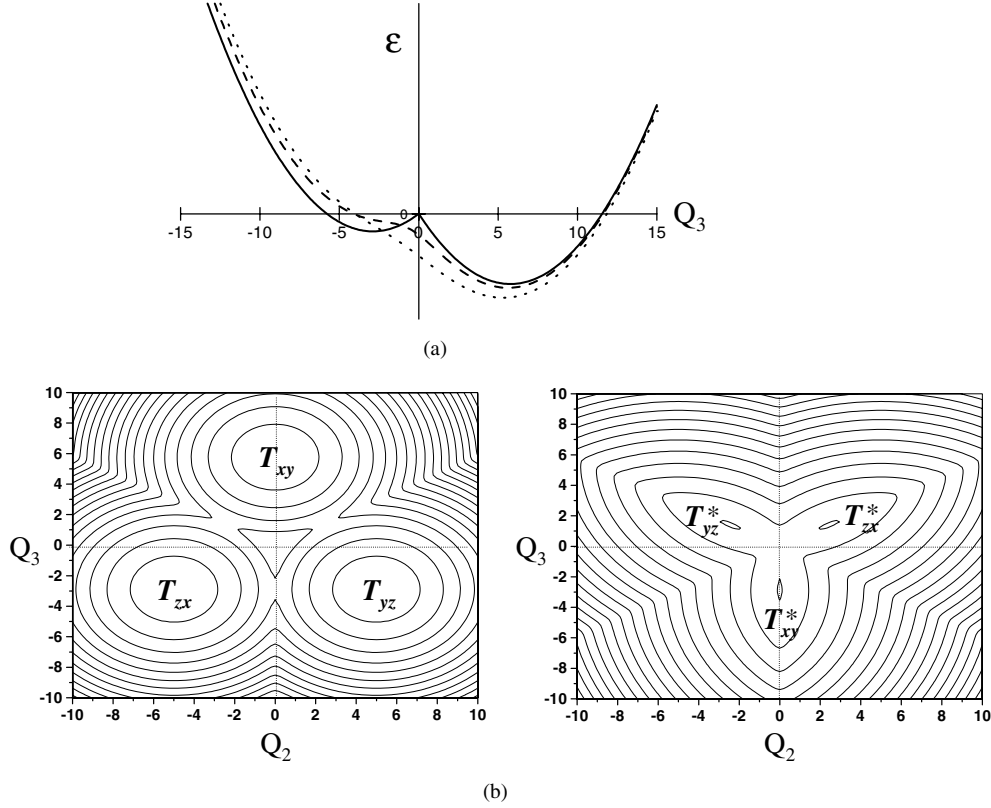 ε
0
Q3
-15 -10 -5 0 5 10 15
(a)
10 10
8 8
6 6
Txy
4 4
2 T*yz T*zx 2
Q3 0 Q3 0
-2 -2
Tzx Tyz
-4 -4
T*xy
-6 -6
-8 -8
-10 -10
-10 -8 -6 -4 -2 0 2 4 6 8 10 -10 -8 -6 -4 -2 0 2 4 6 8 10
Q2 Q2
(b)